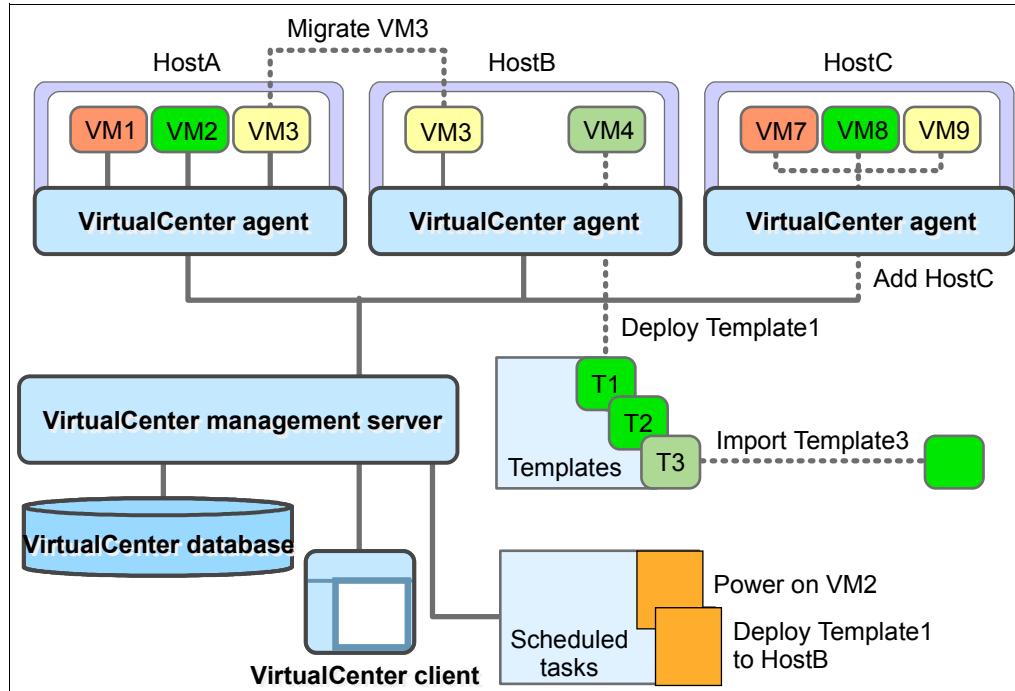 Migrate VM3
HostA
HostB
HostC
VM1
VM2
VM3
VM3
VM4
VM7
VM8
VM9
VirtualCenter agent
VirtualCenter agent
VirtualCenter agent
Add HostC
Deploy Template1
T1
T2
T3
Templates
Import Template3
VirtualCenter management server
VirtualCenter database
VirtualCenter client
Scheduled
tasks
Power on VM2
Deploy Template1
to HostB